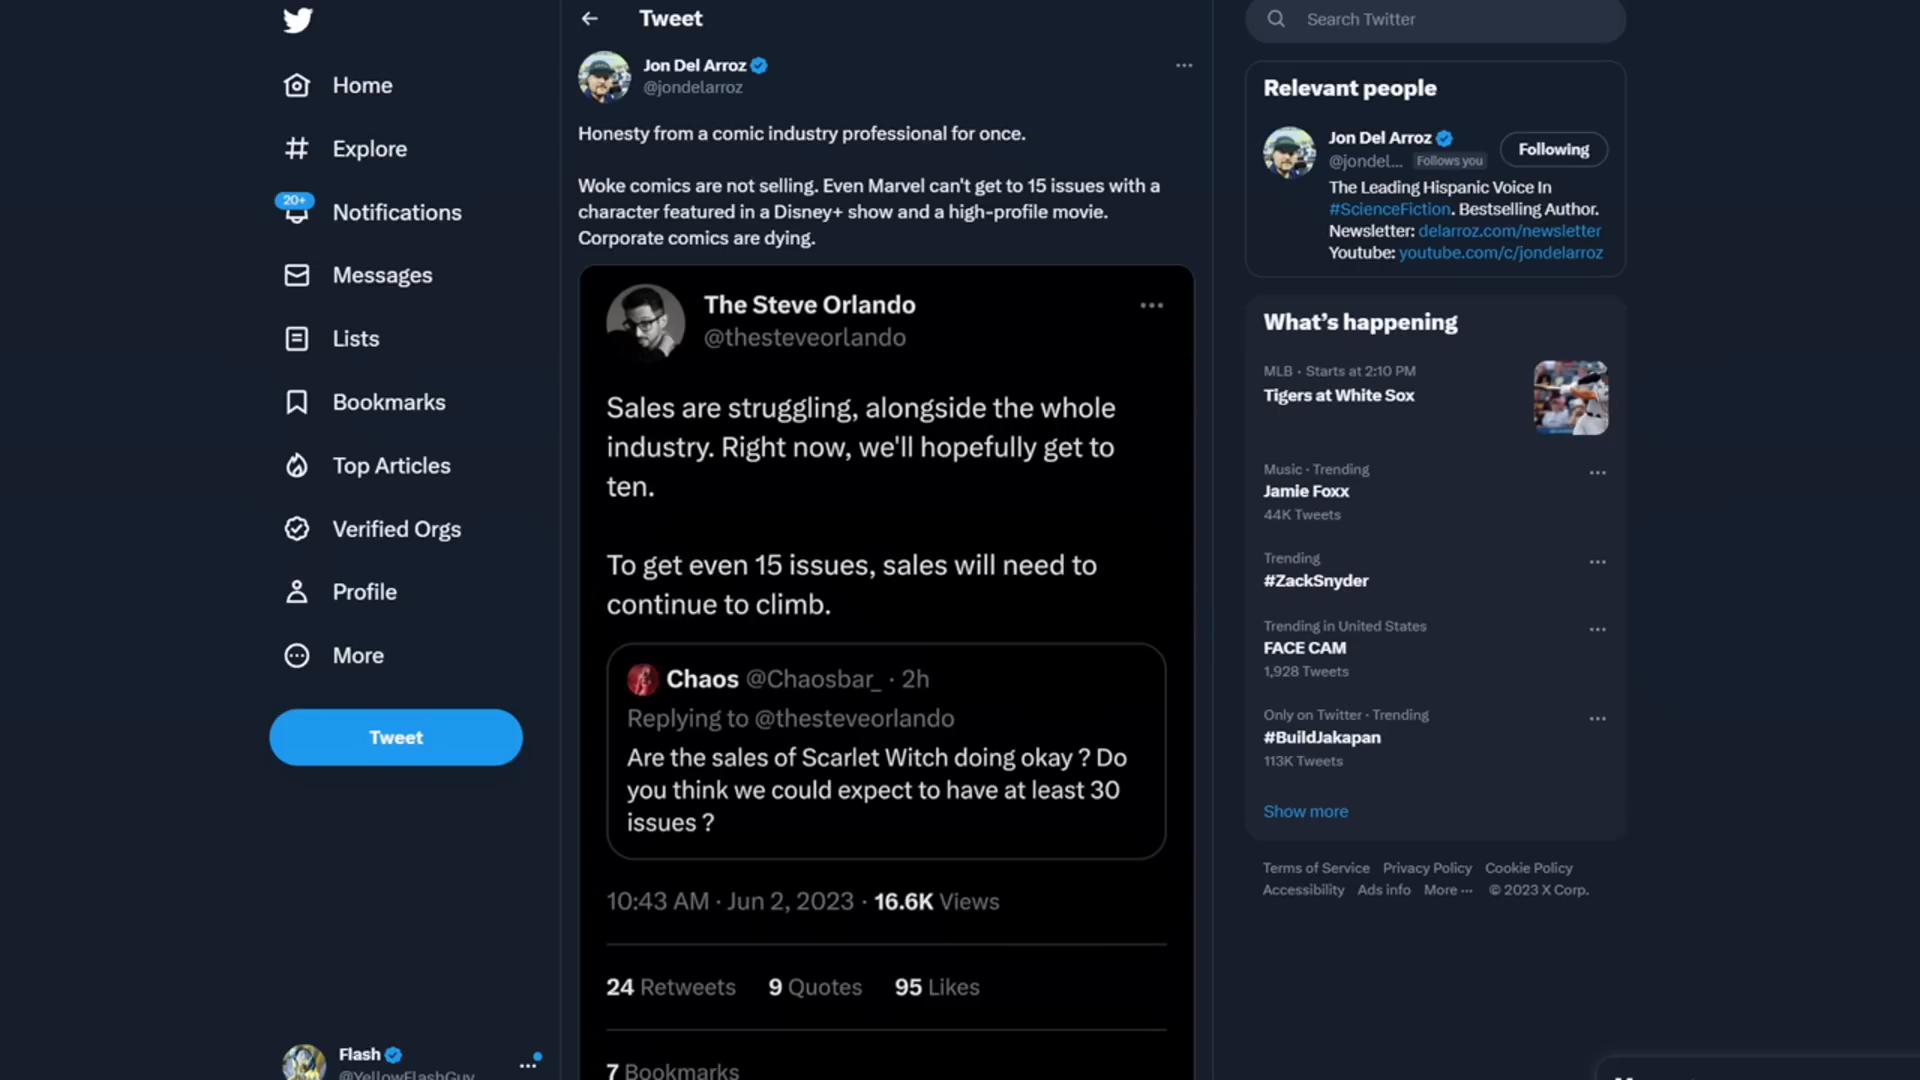 Home
Explore
20+
Notifications
Messages
Lists
Bookmarks
Top Articles
Verified Orgs
Profile
More
Tweet
Flash
@YellowFlashGuy
Tweet
Jon Del Arroz
@jondelarroz
Honesty from a comic industry professional for once.
Woke comics are not selling. Even Marvel can't get to 15 issues with a
character featured in a Disney+ show and a high-profile movie.
Corporate comics are dying.
The Steve Orlando
@thesteveorlando
Sales are struggling, alongside the whole
industry. Right now, we'll hopefully get to
ten.
To get even 15 issues, sales will need to
continue to climb.
Chaos @Chaosbar_ · 2h
Replying to @thesteveorlando
Are the sales of Scarlet Witch doing okay ? Do
you think we could expect to have at least 30
issues ?
10:43 AM · Jun 2, 2023 · 16.6K Views
24 Retweets 9 Quotes 95 Likes
7 Bookmarks
Search Twitter
Relevant people
Jon Del Arroz
Following
@jondel... Follows you
The Leading Hispanic Voice In
#ScienceFiction. Bestselling Author.
Newsletter: delarroz.com/newsletter
Youtube: youtube.com/c/jondelarroz
What's happening
MLB · Starts at 2:10 PM
Tigers at White Sox
Music · Trending
Jamie Foxx
44K Tweets
Trending
#ZackSnyder
Trending in United States
FACE CAM
1,928 Tweets
Only on Twitter · Trending
#BuildJakapan
113K Tweets
Show more
Terms of Service Privacy Policy Cookie Policy
Accessibility Ads info More ··· © 2023 X Corp.